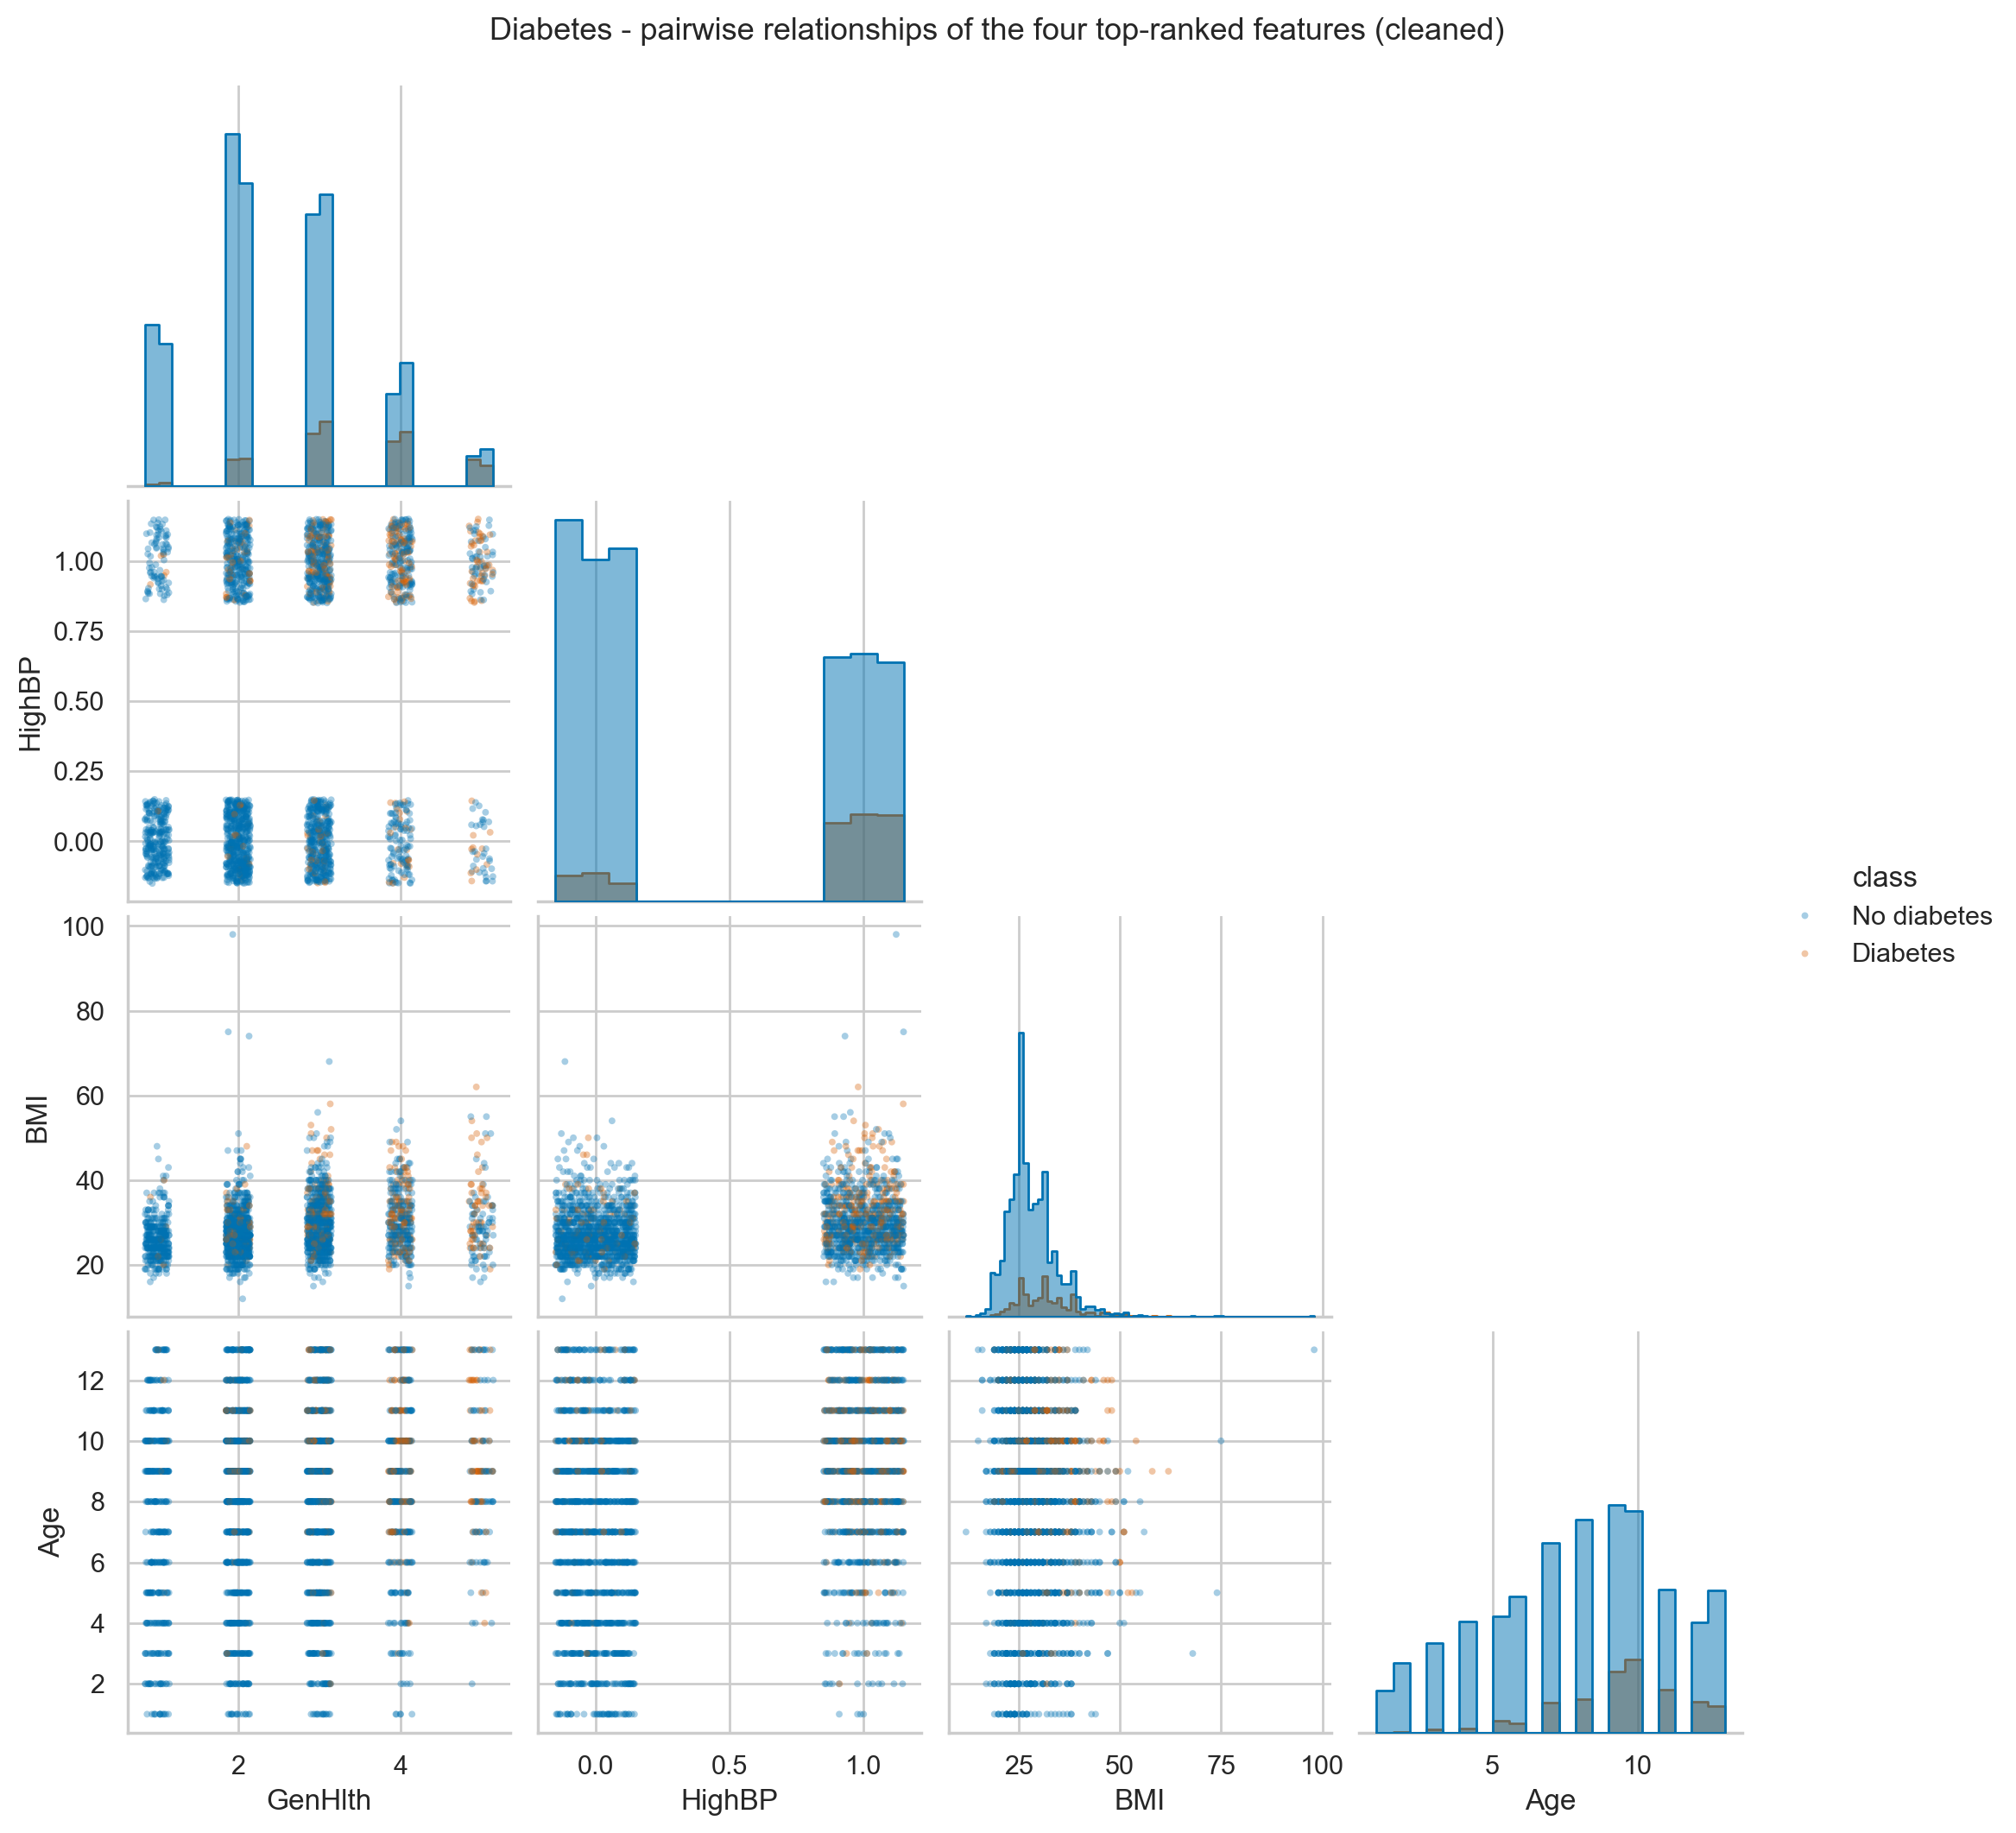 Diabetes - pairwise relationships of the four top-ranked features (cleaned)
HighBP
1.00
0.75
0.50
0.25
0.00
class
No diabetes
Diabetes
BMI
100
80
60
40
20
Age
12
10
8
6
4
2
2 4
GenHlth
0.0 0.5 1.0
HighBP
25 50 75 100
BMI
5 10
Age